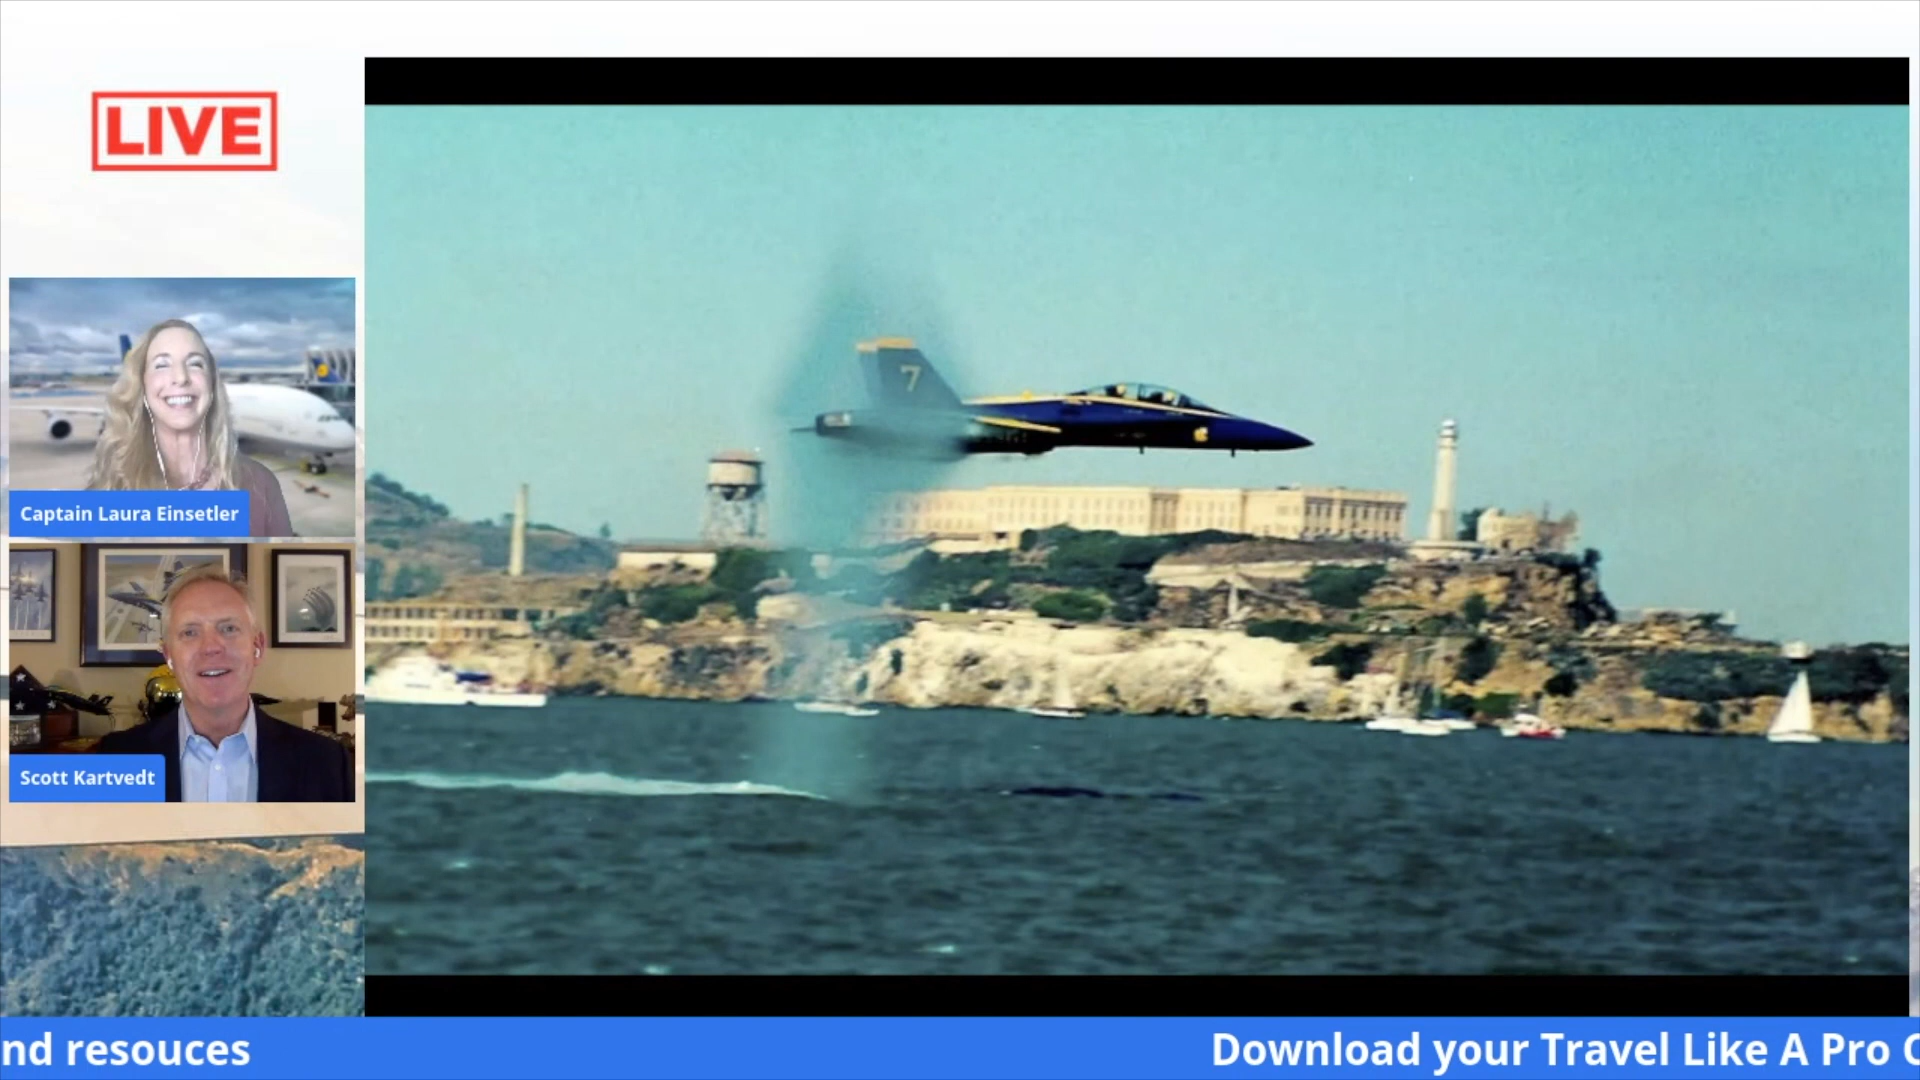 LIVE
7
Captain Laura Einsetler
Scott Kartvedt
nd resouces
Download your Travel Like A Pro